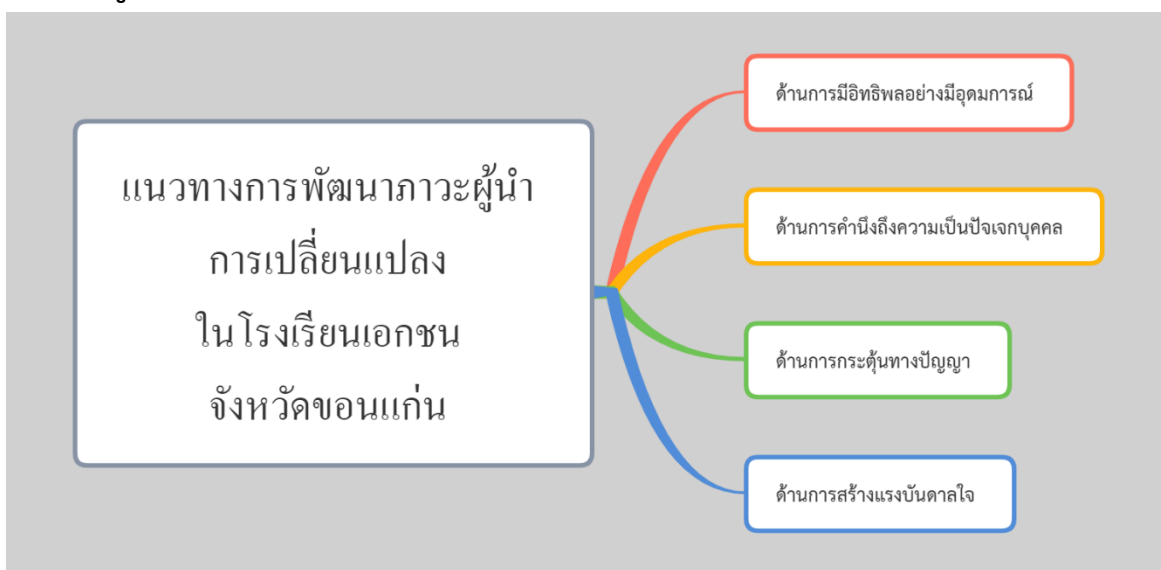 แนวทางการพัฒนาภาวะผู้นำ
การเปลี่ยนแปลง
ในโรงเรียนเอกชน
จังหวัดขอนแก่น
ด้านการมีอิทธิพลอย่างมีอุดมการณ์
ด้านการคำนึงถึงความเป็นปัจเจกบุคคล
ด้านการกระตุ้นทางปัญญา
ด้านการสร้างแรงบันดาลใจ